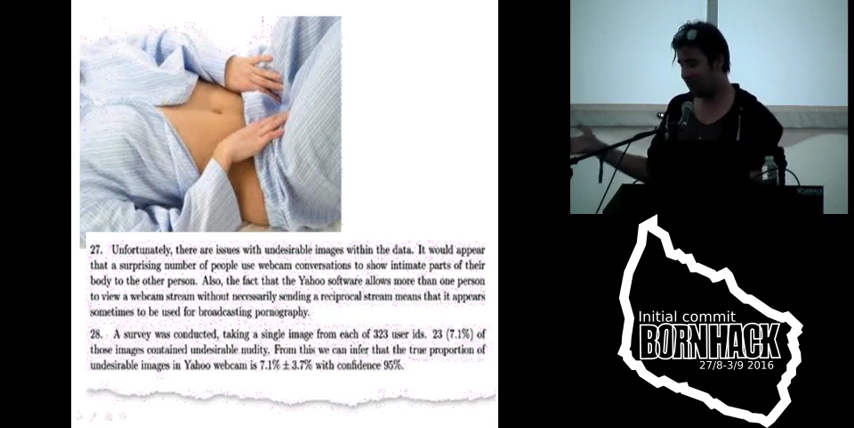 27. Unfortunately, there are issues with undesirable images within the data. It would appear
that a surprising number of people use webcam conversations to show intimate parts of their
body to the other person. Also, the fact that the Yahoo software allows more than one person
to view a webcam stream without necessarily sending a reciprocal stream means that it appears
sometimes to be used for broadcasting pornography.
28. A survey was conducted, taking a single image from each of 323 user ids. 23 (7.1%) of
those images contained undesirable nudity. From this we can infer that the true proportion of
undesirable images in Yahoo webcam is 7.1% ± 3.7% with confidence 95%.
Initial commit
BORNHACK
27/8-3/9 2016